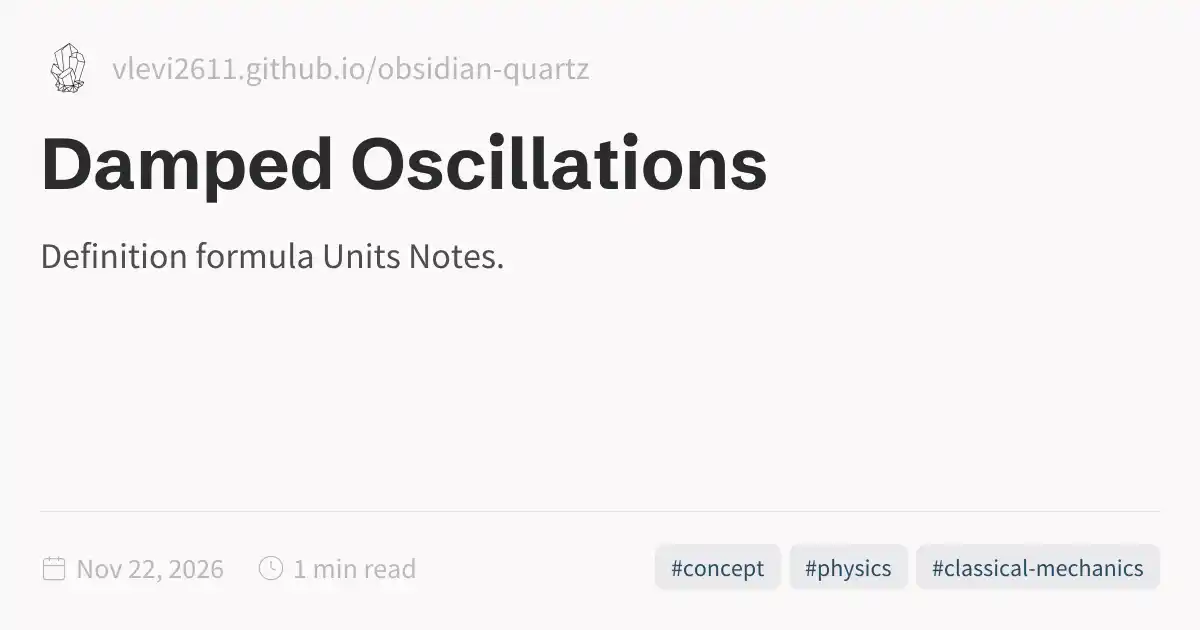 vlevi2611.github.io/obsidian-quartz
Damped Oscillations
Definition formula Units Notes.
Nov 22, 2026 1 min read #concept #physics #classical-mechanics